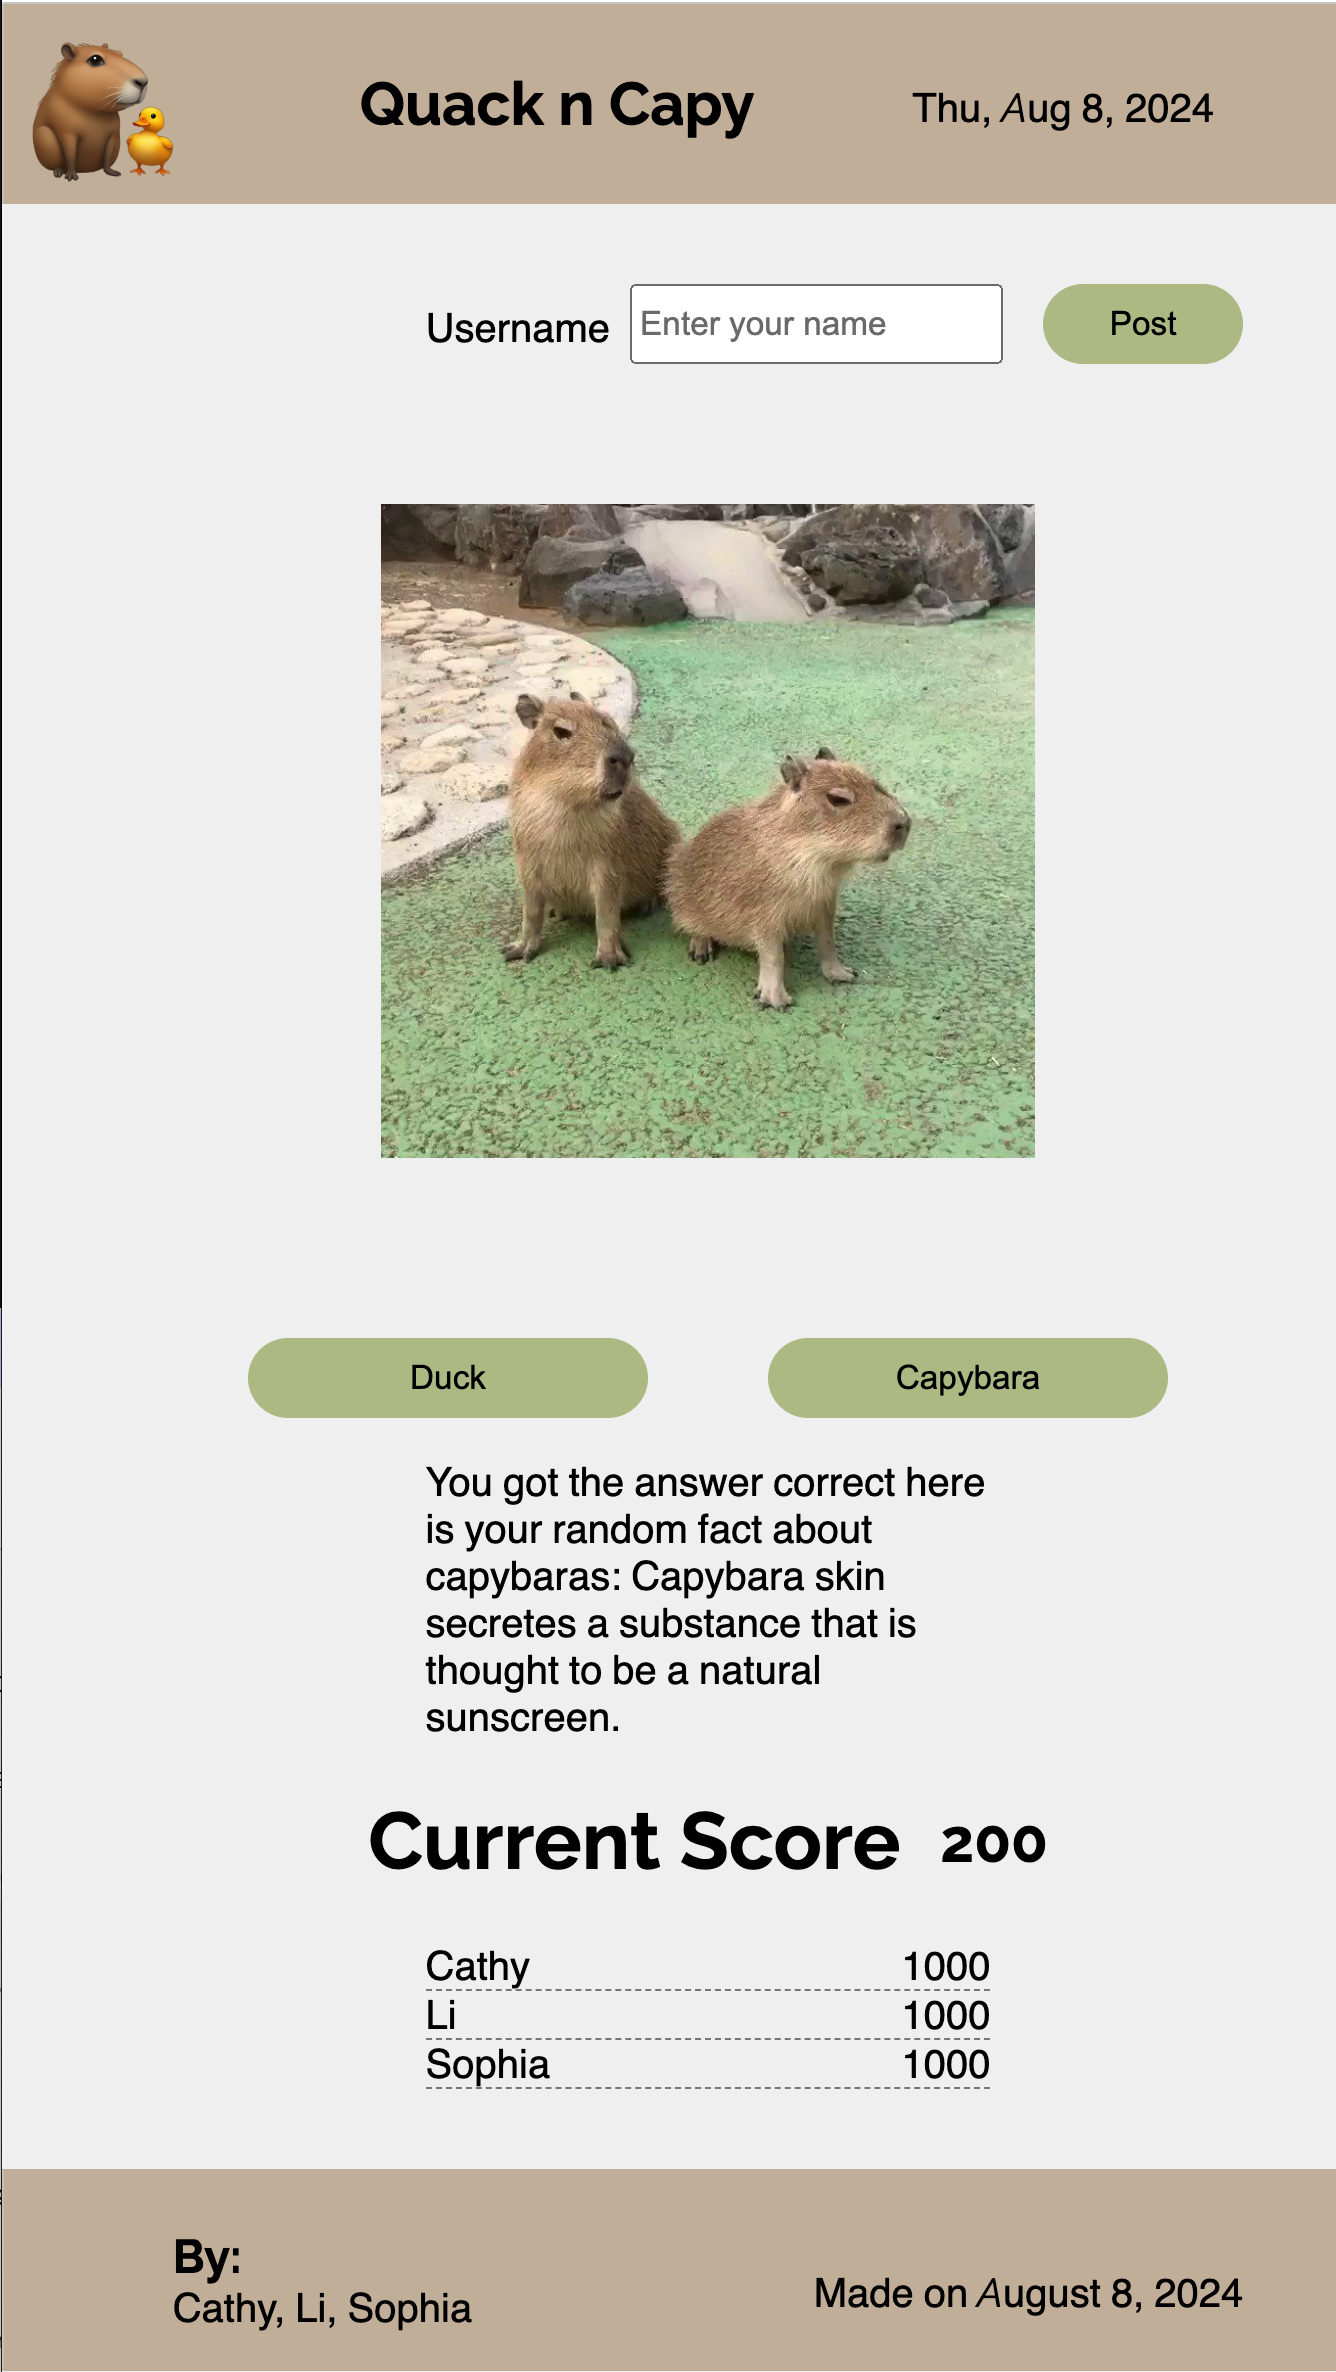 Quack n Capy
Thu, Aug 8, 2024
Username
Enter your name
Post
Duck
Capybara
You got the answer correct here
is your random fact about
capybaras: Capybara skin
secretes a substance that is
thought to be a natural
sunscreen.
Current Score 200
Cathy 1000
Li 1000
Sophia 1000
By:
Cathy, Li, Sophia
Made on August 8, 2024